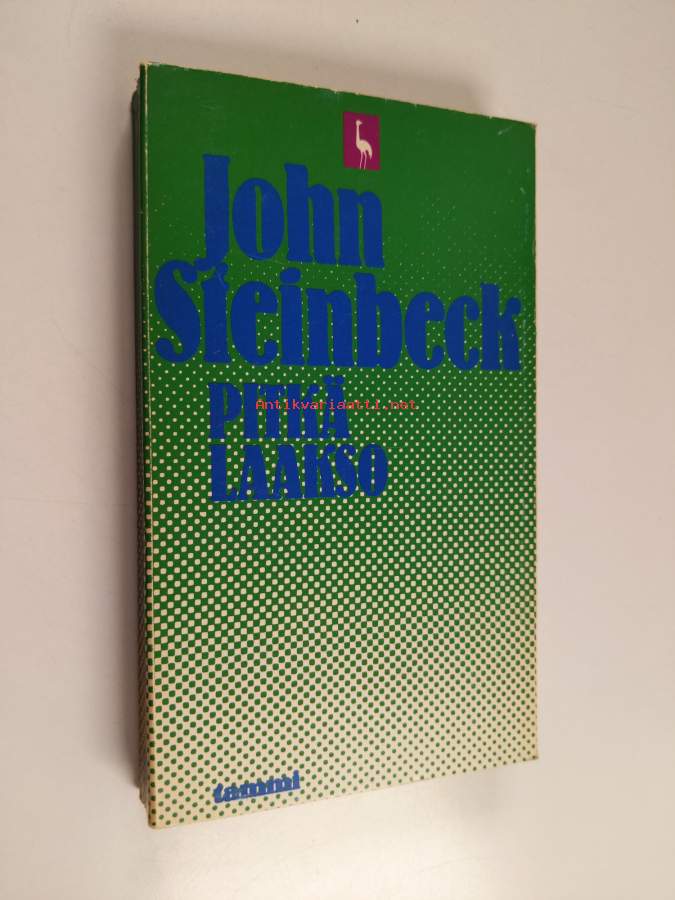 John
Steinbeck
PITKÄ
Antikvariaatti.net
LAAKSO
tammi